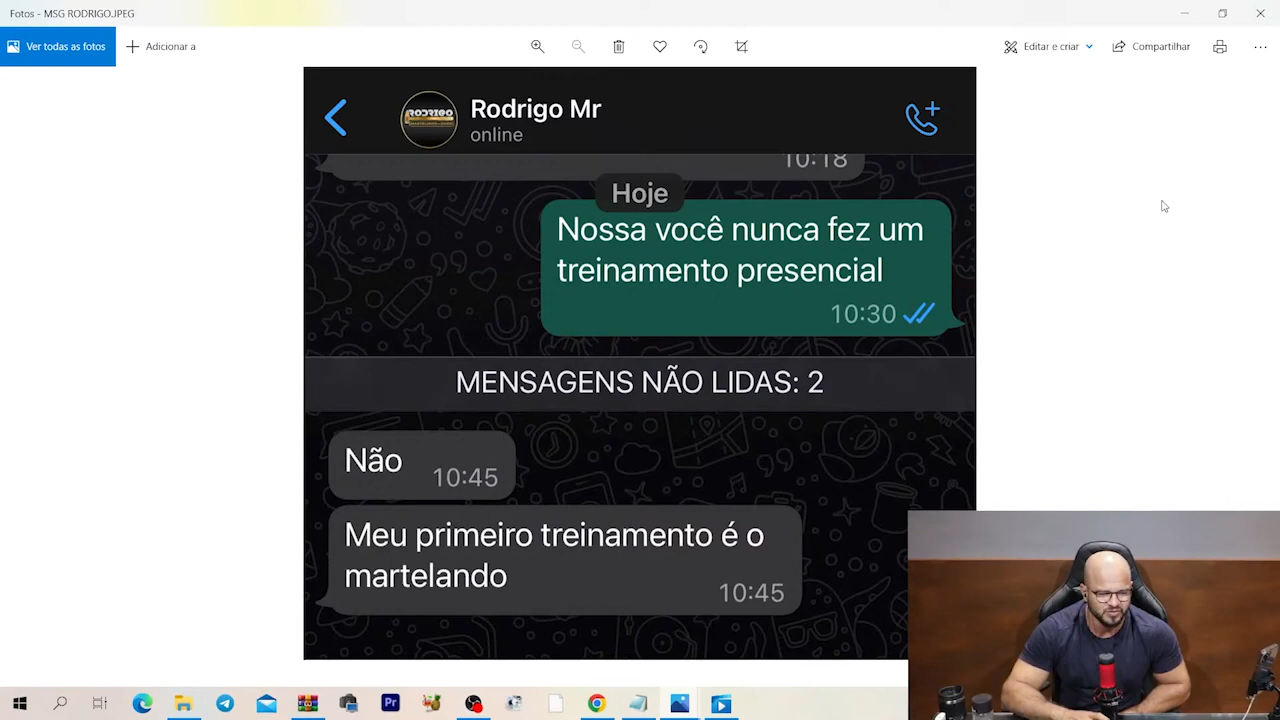 Fotos - MSG RODRIGO.JPEG
Ver todas as fotos
Adicionar a
Editar e criar
Compartilhar
Rodrigo Mr
online
RODRIGO
10:18
Hoje
Nossa você nunca fez um
treinamento presencial
10:30
MENSAGENS NÃO LIDAS: 2
Não
10:45
Meu primeiro treinamento é o
martelando
10:45
Pr